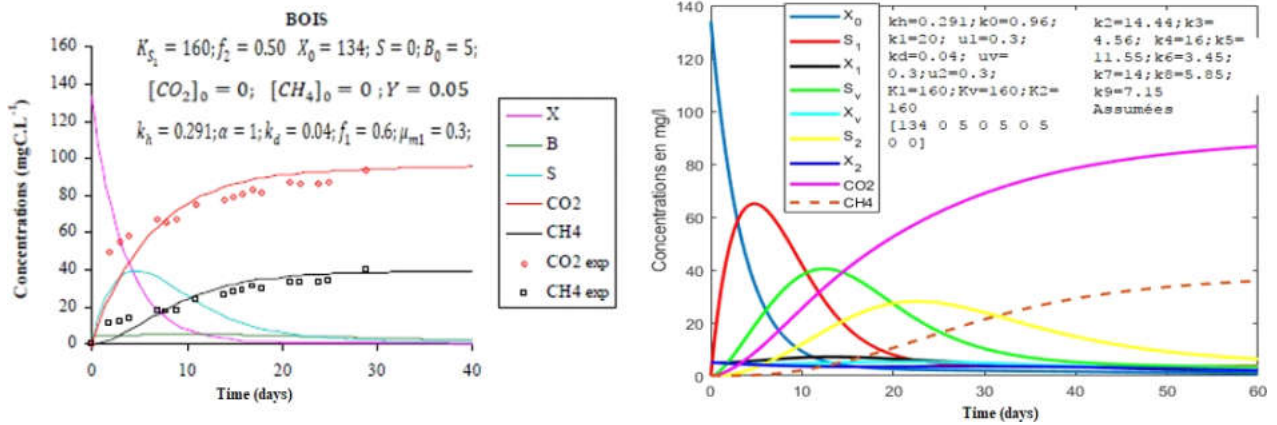 BOIS
K_{S_1} = 160; f_2 = 0.50 X_0 = 134; S = 0; B_0 = 5;
[CO2]_0 = 0; [CH4]_0 = 0 ; Y = 0.05
k_h = 0.291; α = 1; k_d = 0.04; f_1 = 0.6; μ_{m1} = 0.3;
Concentrations (mgC.L⁻¹)
160
140
120
100
80
60
40
20
0
0
10
20
30
40
Time (days)
X
B
S
CO2
CH4
CO2 exp
CH4 exp
Concentrations en mg/l
140
120
100
80
60
40
20
0
0
10
20
30
40
50
60
Time (days)
X_0
S_1
X_1
S_v
X_v
S_2
X_2
CO2
CH4
kh=0.291;k0=0.96;
k1=20; u1=0.3;
kd=0.04; uv=
0.3;u2=0.3;
K1=160;Kv=160;K2=
160
[134 0 5 0 5 0 5
0 0]
k2=14.44;k3=
4.56; k4=16;k5=
11.55;k6=3.45;
k7=14;k8=5.85;
k9=7.15
Assumées